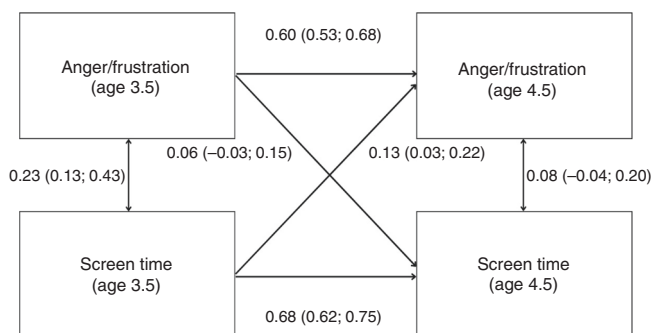 0.60 (0.53; 0.68)
Anger/frustration
(age 3.5)
Anger/frustration
(age 4.5)
0.06 (–0.03; 0.15)
0.13 (0.03; 0.22)
0.23 (0.13; 0.43)
0.08 (–0.04; 0.20)
Screen time
(age 3.5)
Screen time
(age 4.5)
0.68 (0.62; 0.75)